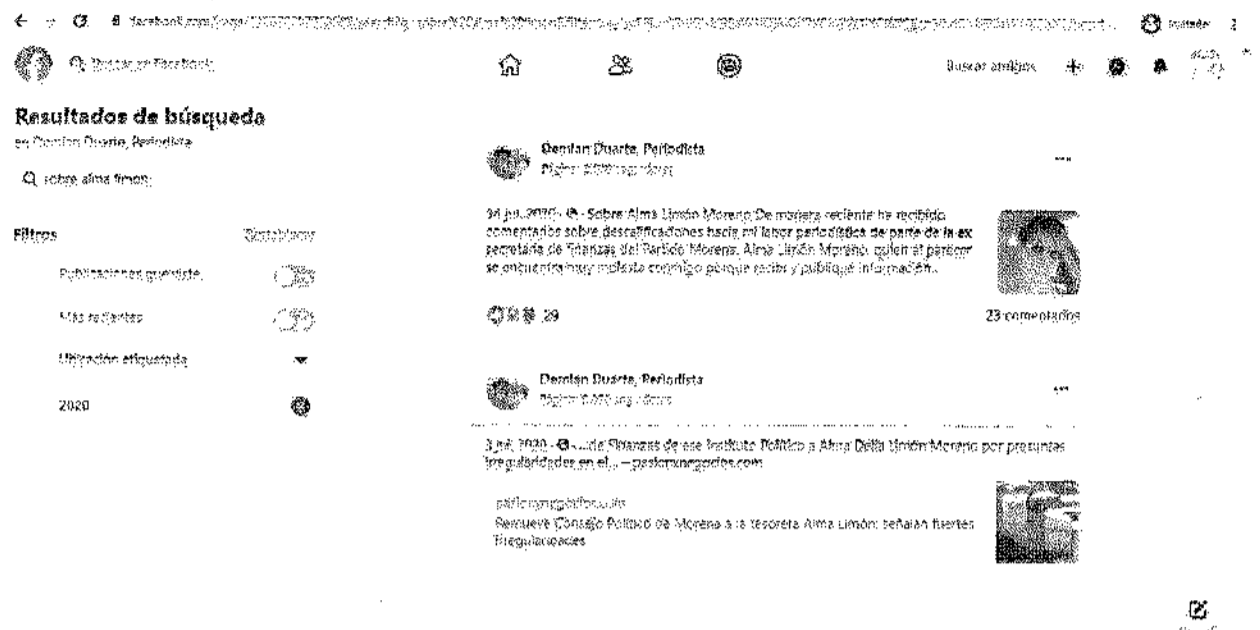 Buscar en Facebook
Buscar amigos
Resultados de búsqueda
en Demian Duarte, Periodista
sobre alma limon
Filtros
Publicaciones que viste
Más recientes
Ubicación etiquetada
2020
Demian Duarte, Periodista
Página
jul. 2020 · Sobre Alma Limón Moreno De manera reciente he recibido
comentarios sobre descalificaciones hacia mi labor periodística de parte de la ex
secretaria de finanzas del Partido Morena, Alma Limón Moreno, quien al parecer
se encuentra muy molesta conmigo porque recibí y publiqué información...
29
23 comentarios
Demian Duarte, Periodista
Página
3 jul. 2020 · ...de Finanzas de ese Instituto Político a Alma Delia Limón Moreno por presuntas
irregularidades en el...
Remueve Consejo Político de Morena a la tesorera Alma Limón; señalan fuertes
irregularidades